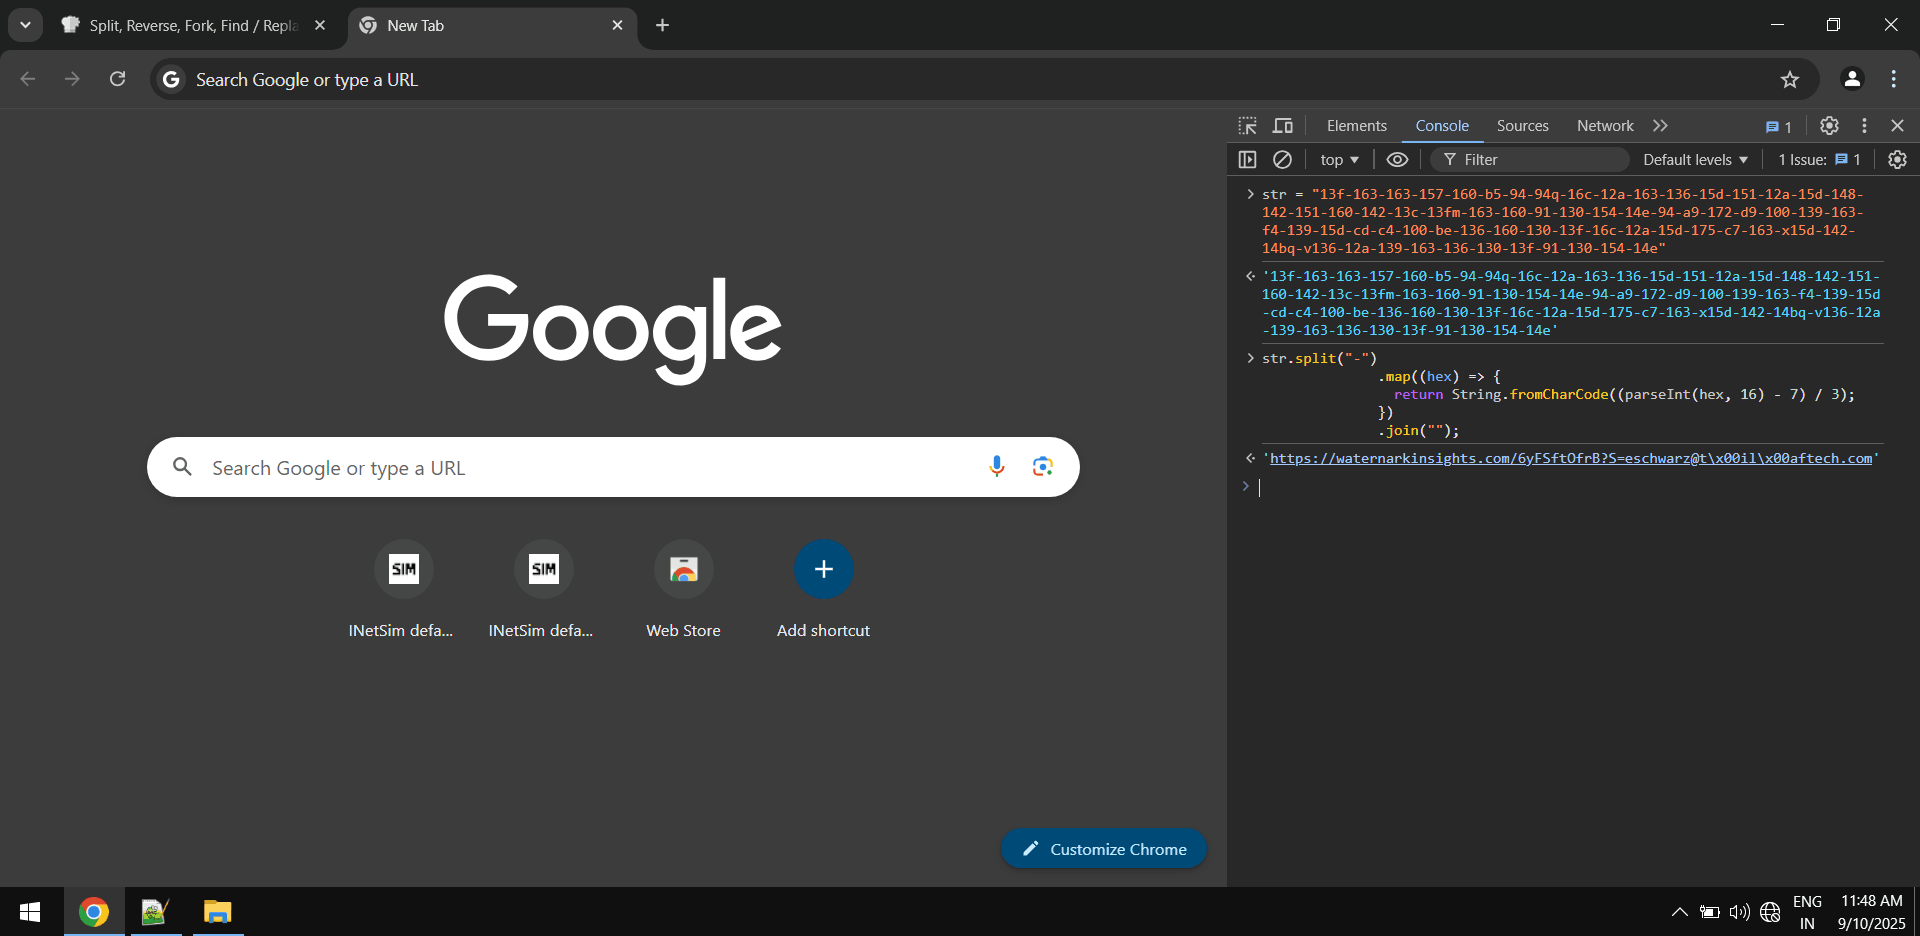 Split, Reverse, Fork, Find / Repla
New Tab
Search Google or type a URL
Elements
Console
Sources
Network
1
top
Filter
Default levels
1 Issue:
1
> str = "13f-163-163-157-160-b5-94-94q-16c-12a-163-136-15d-151-12a-15d-148-
142-151-160-142-13c-13fm-163-160-91-130-154-14e-94-a9-172-d9-100-139-163-
f4-139-15d-cd-c4-100-be-136-160-130-13f-16c-12a-15d-175-c7-163-x15d-142-
14bq-v136-12a-139-163-136-130-13f-91-130-154-14e"
'13f-163-163-157-160-b5-94-94q-16c-12a-163-136-15d-151-12a-15d-148-142-151-
160-142-13c-13fm-163-160-91-130-154-14e-94-a9-172-d9-100-139-163-f4-139-15d
-cd-c4-100-be-136-160-130-13f-16c-12a-15d-175-c7-163-x15d-142-14bq-v136-12a
-139-163-136-130-13f-91-130-154-14e'
> str.split("-")
.map((hex) => {
return String.fromCharCode((parseInt(hex, 16) - 7) / 3);
})
.join("");
'https://waternarkinsights.com/6yFSftOfrB?S=eschwarz@t\x00il\x00aftech.com'
>
Google
Search Google or type a URL
SIM
SIM
INetSim defa...
INetSim defa...
Web Store
Add shortcut
Customize Chrome
ENG
IN
11:48 AM
9/10/2025